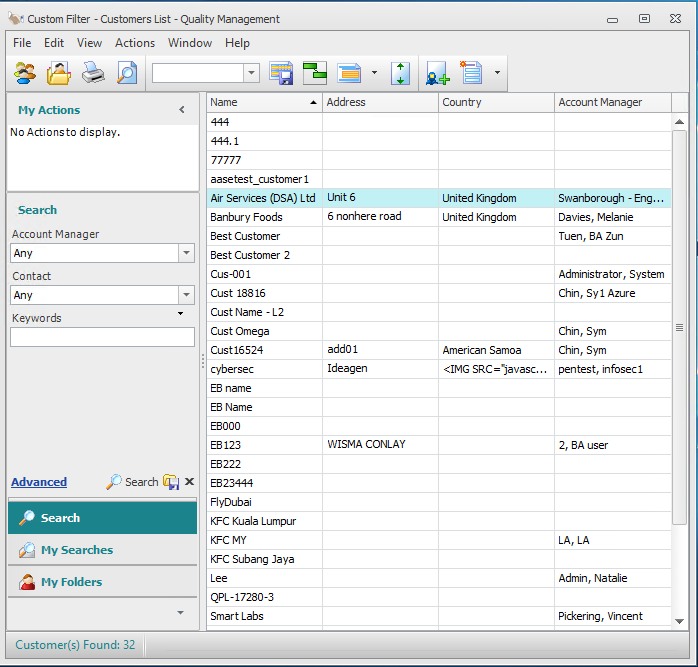 Custom Filter - Customers List - Quality Management
File Edit View Actions Window Help
My Actions
No Actions to display.
Search
Account Manager
Any
Contact
Any
Keywords
Advanced Search
Search
My Searches
My Folders
Name Address Country Account Manager
444
444.1
77777
aasetest_customer1
Air Services (DSA) Ltd Unit 6 United Kingdom Swanborough - Eng...
Banbury Foods 6 nonhere road United Kingdom Davies, Melanie
Best Customer Tuen, BA Zun
Best Customer 2
Cus-001 Administrator, System
Cust 18816 Chin, Sy1 Azure
Cust Name - L2
Cust Omega Chin, Sym
Cust16524 add01 American Samoa Chin, Sym
cybersec Ideagen <IMG SRC="javasc... pentest, infosec1
EB name
EB Name
EB000
EB123 WISMA CONLAY 2, BA user
EB222
EB23444
FlyDubai
KFC Kuala Lumpur
KFC MY LA, LA
KFC Subang Jaya
Lee Admin, Natalie
QPL-17280-3
Smart Labs Pickering, Vincent
Customer(s) Found: 32